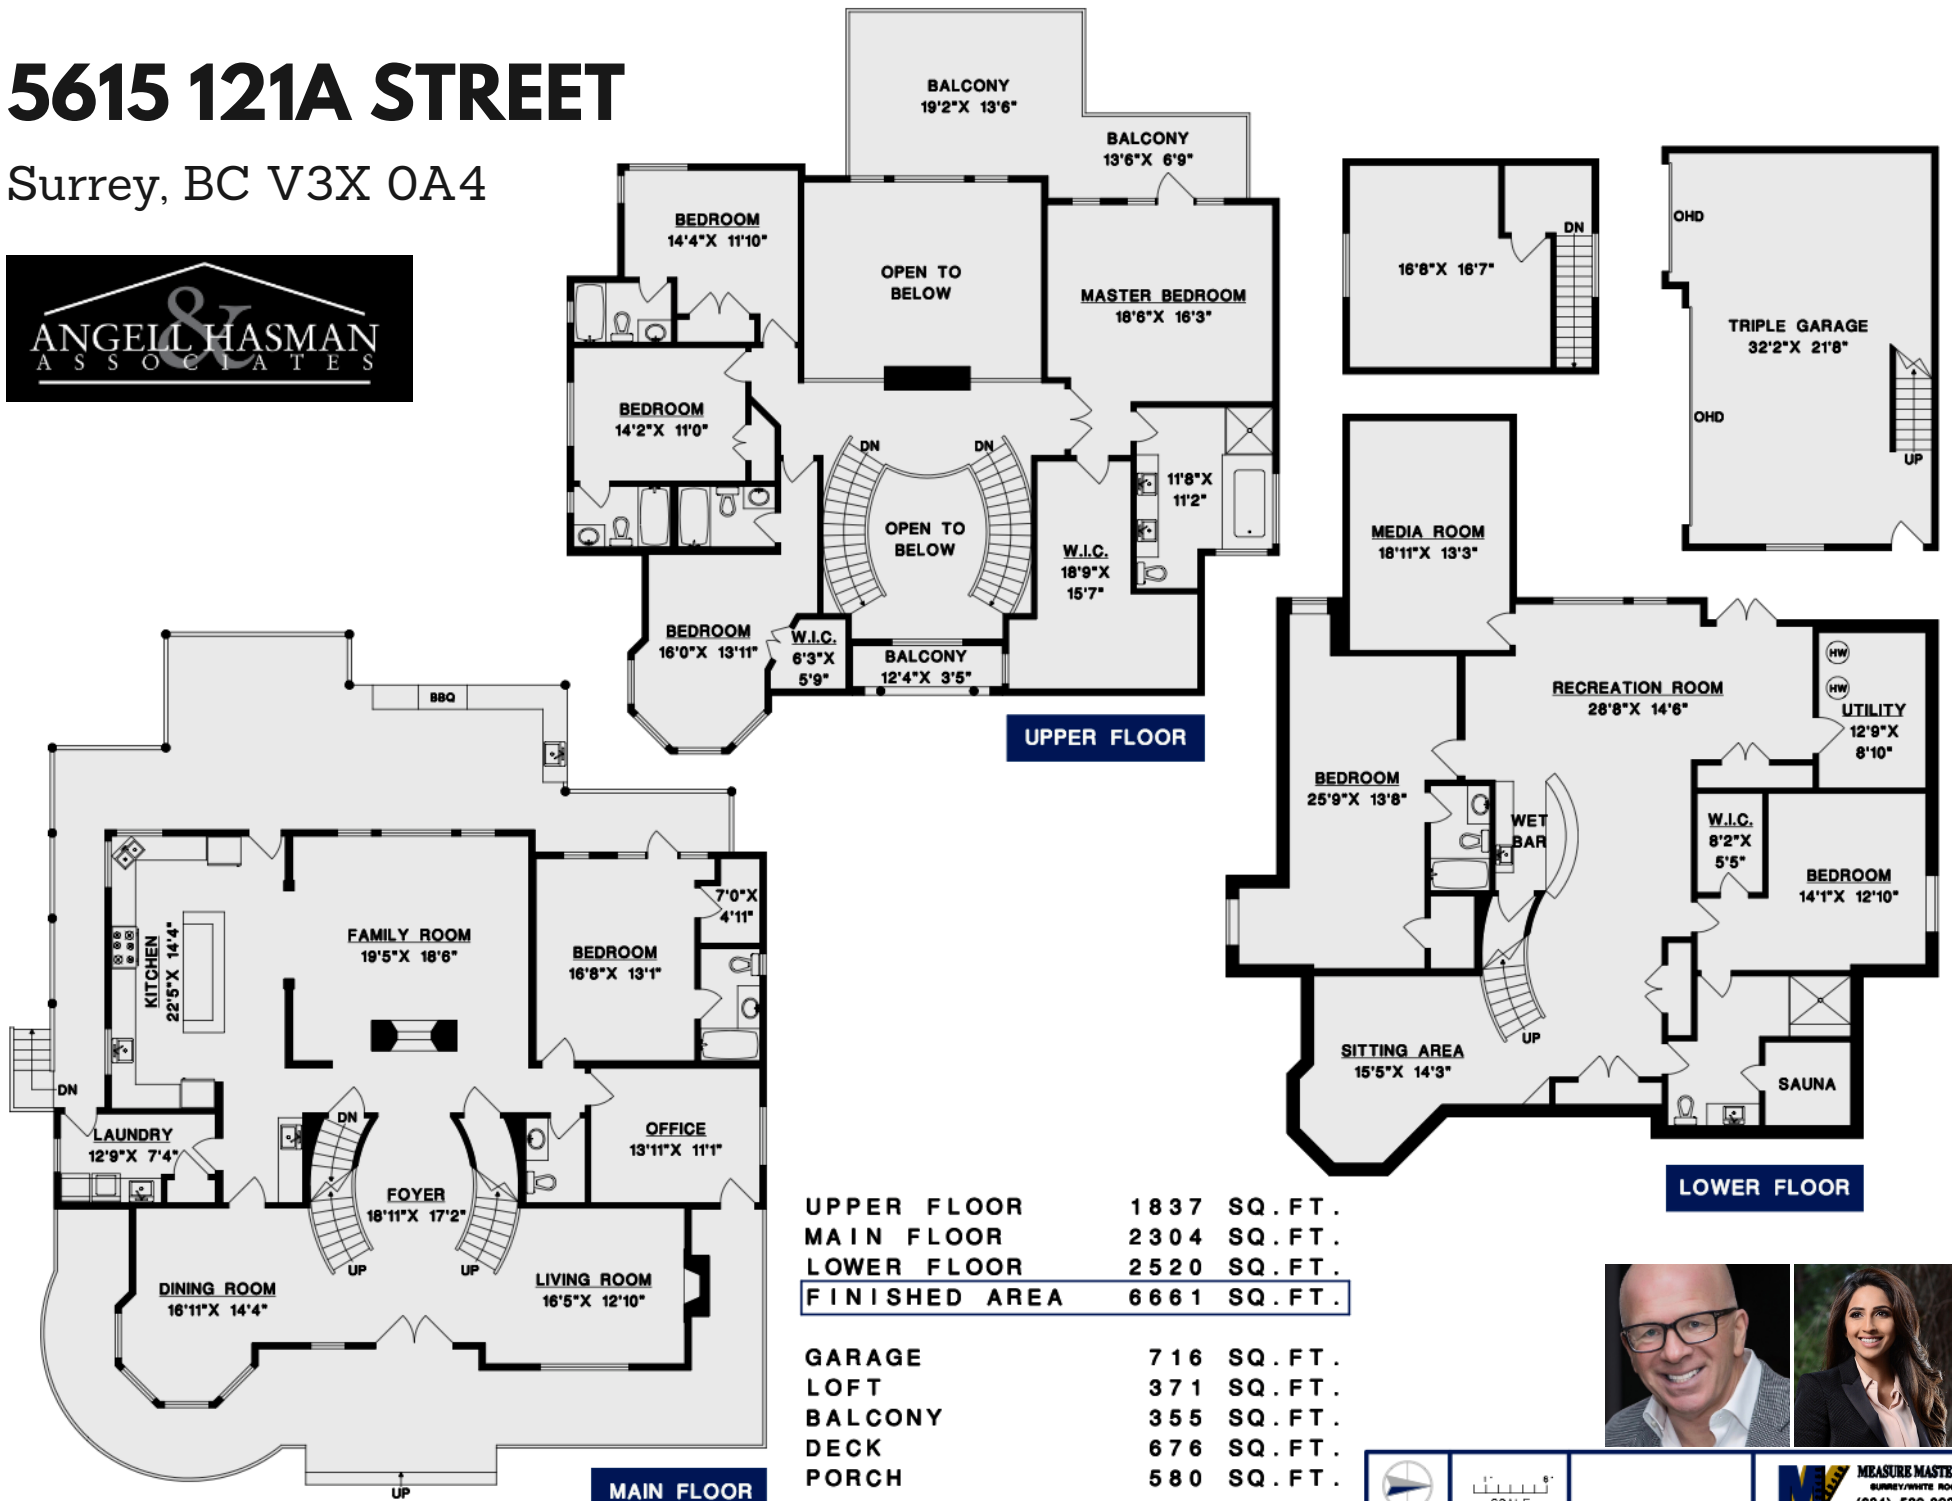 5615 121A STREET
Surrey, BC V3X 0A4
&
ANGELL HASMAN
ASSOCIATES
BALCONY
19'2"X 13'6"
BALCONY
13'6"X 6'9"
BEDROOM
14'4"X 11'10"
OPEN TO
BELOW
MASTER BEDROOM
18'6"X 16'3"
BEDROOM
14'2"X 11'0"
DN
DN
11'8"X
11'2"
OPEN TO
BELOW
W.I.C.
18'9"X
15'7"
BEDROOM
16'0"X 13'11"
W.I.C.
6'3"X
5'9"
BALCONY
12'4"X 3'5"
UPPER FLOOR
DN
16'8"X 16'7"
OHD
TRIPLE GARAGE
32'2"X 21'8"
OHD
UP
MEDIA ROOM
18'11"X 13'3"
HW
HW
RECREATION ROOM
28'8"X 14'6"
UTILITY
12'9"X
8'10"
BEDROOM
25'9"X 13'8"
WET
BAR
W.I.C.
8'2"X
5'5"
BEDROOM
14'1"X 12'10"
UP
SITTING AREA
15'5"X 14'3"
SAUNA
LOWER FLOOR
BBQ
7'0"X
4'11"
FAMILY ROOM
19'5"X 18'6"
KITCHEN
22'5"X 14'4"
BEDROOM
16'8"X 13'1"
DN
DN
LAUNDRY
12'9"X 7'4"
OFFICE
13'11"X 11'1"
FOYER
18'11"X 17'2"
UP
UP
DINING ROOM
16'11"X 14'4"
LIVING ROOM
16'5"X 12'10"
UP
MAIN FLOOR
UPPER FLOOR 1837 SQ.FT.
MAIN FLOOR 2304 SQ.FT.
LOWER FLOOR 2520 SQ.FT.
FINISHED AREA 6661 SQ.FT.
GARAGE 716 SQ.FT.
LOFT 371 SQ.FT.
BALCONY 355 SQ.FT.
DECK 676 SQ.FT.
PORCH 580 SQ.FT.
1' 6'
MEASURE
SURREY/WHITE